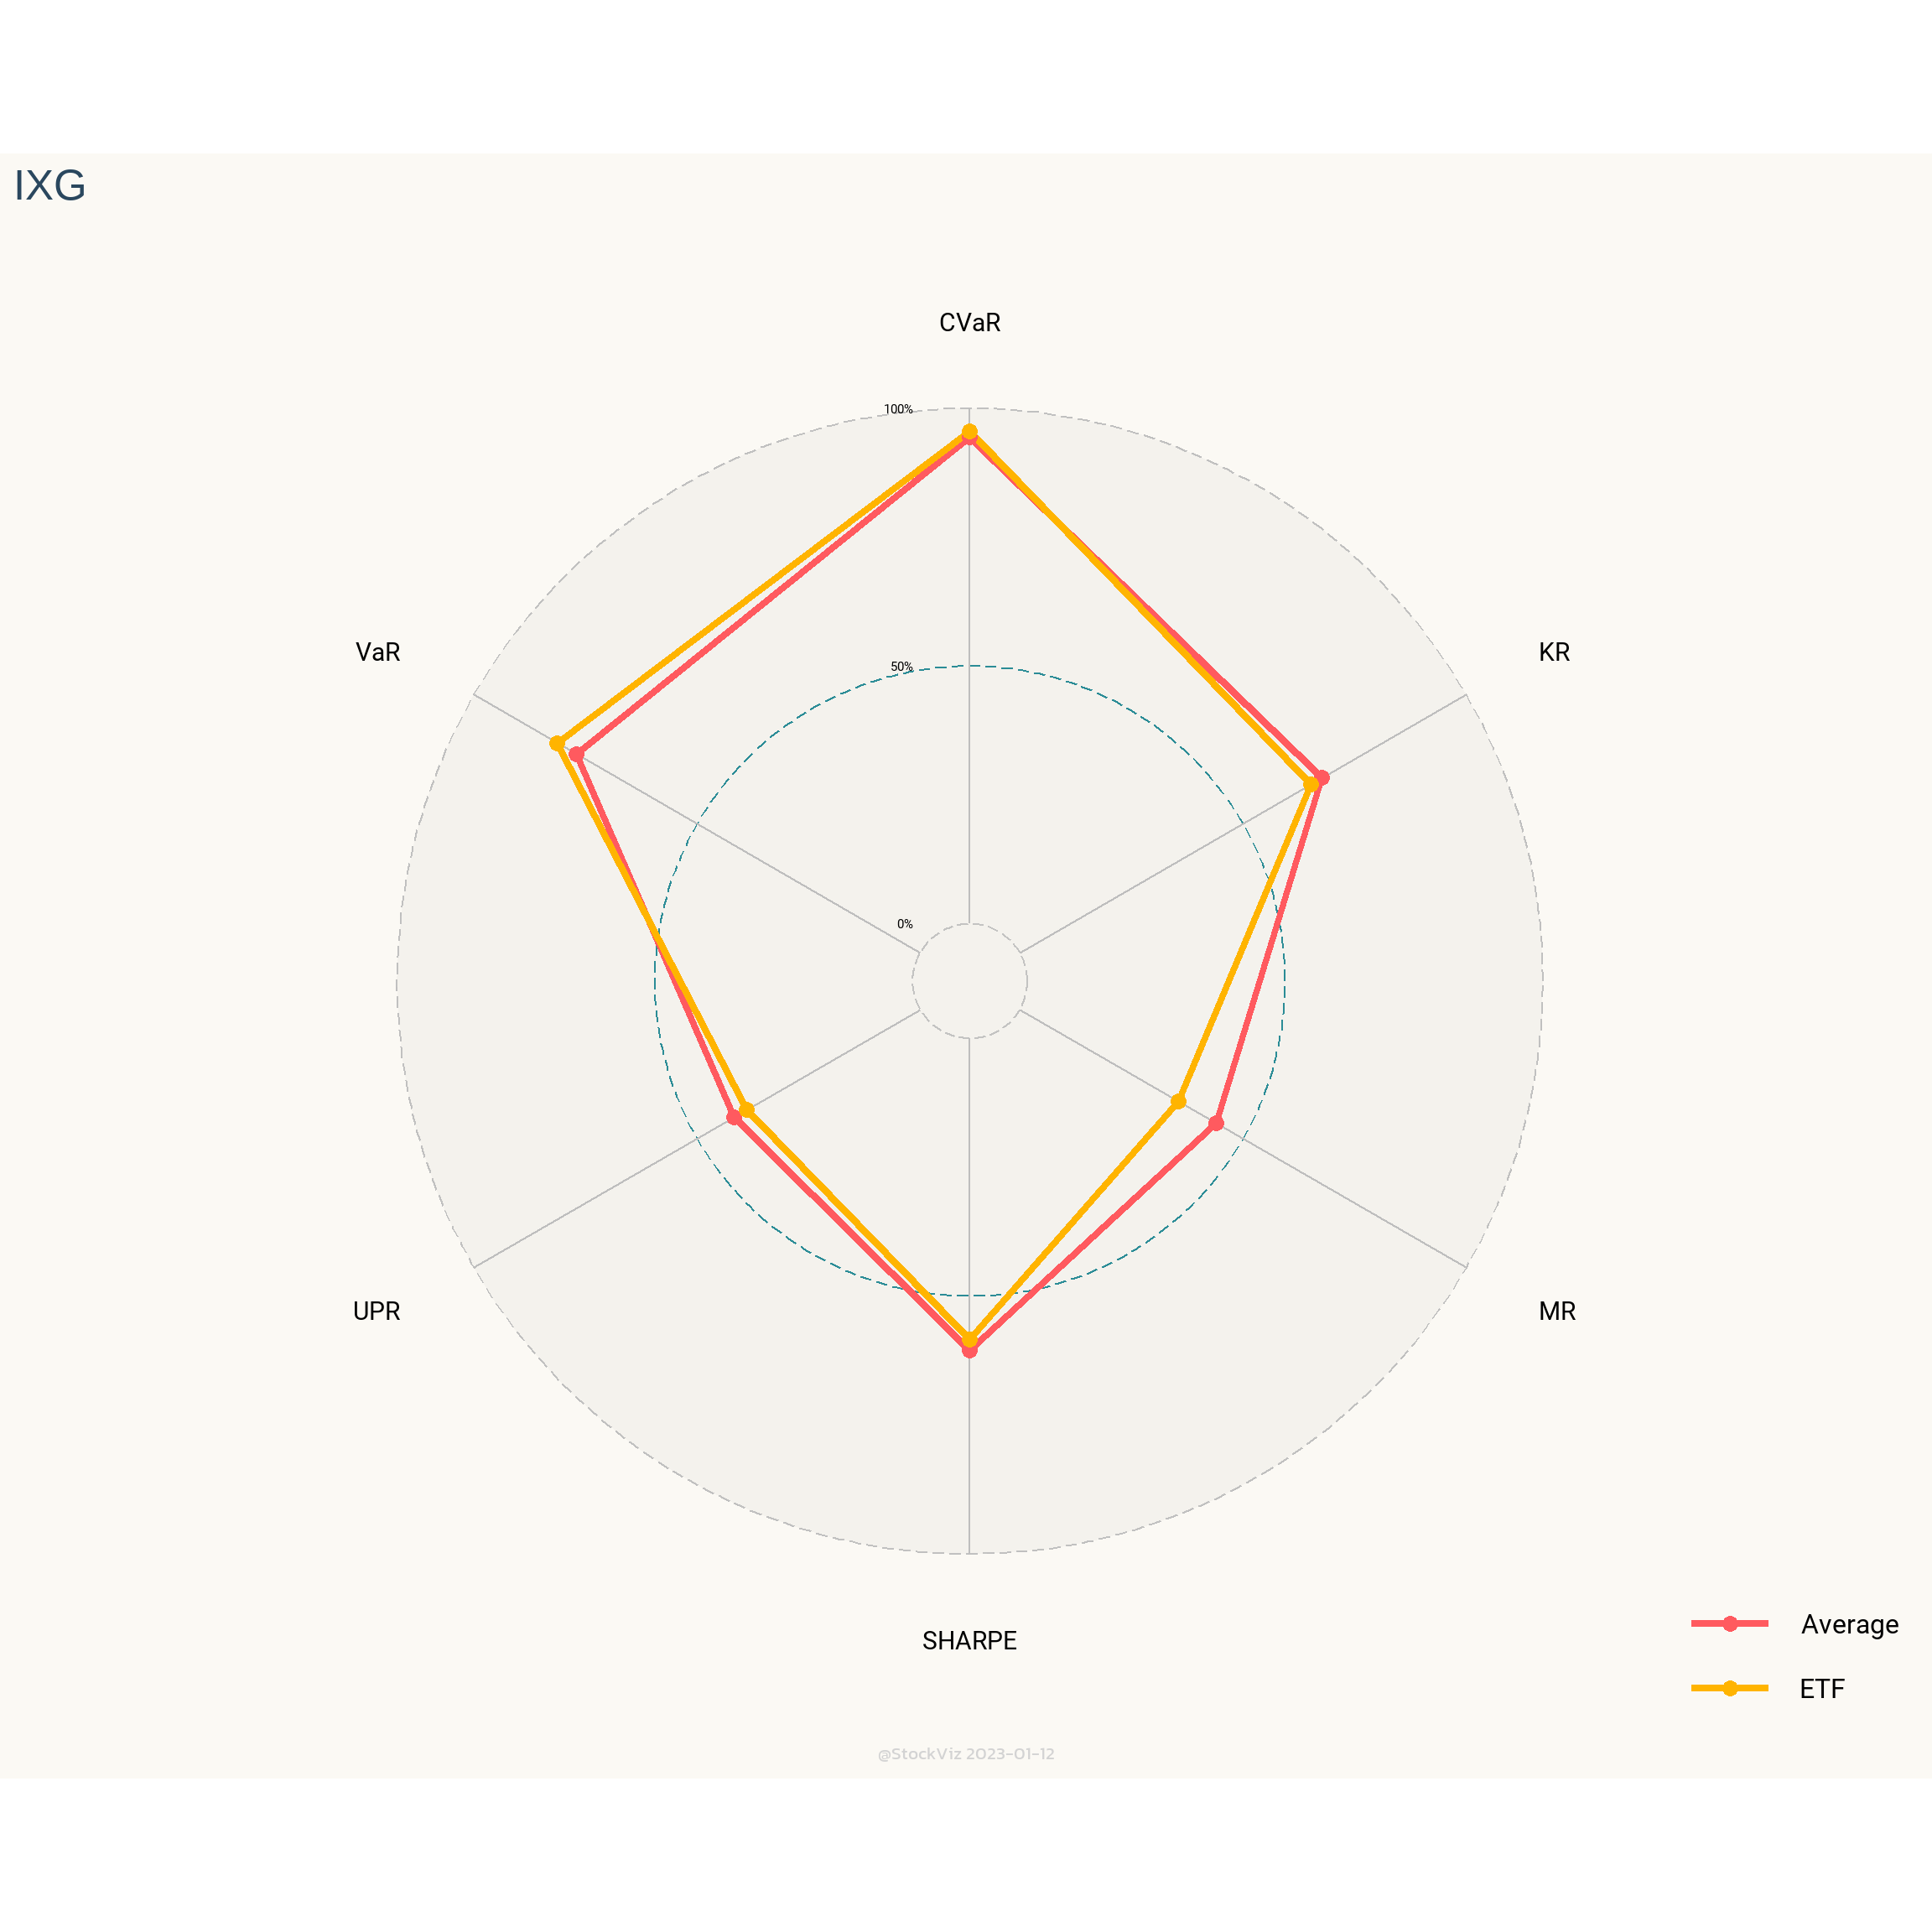 IXG
CVaR
100%
VaR
KR
50%
0%
UPR
MR
SHARPE
Average
ETF
@StockViz 2023-01-12